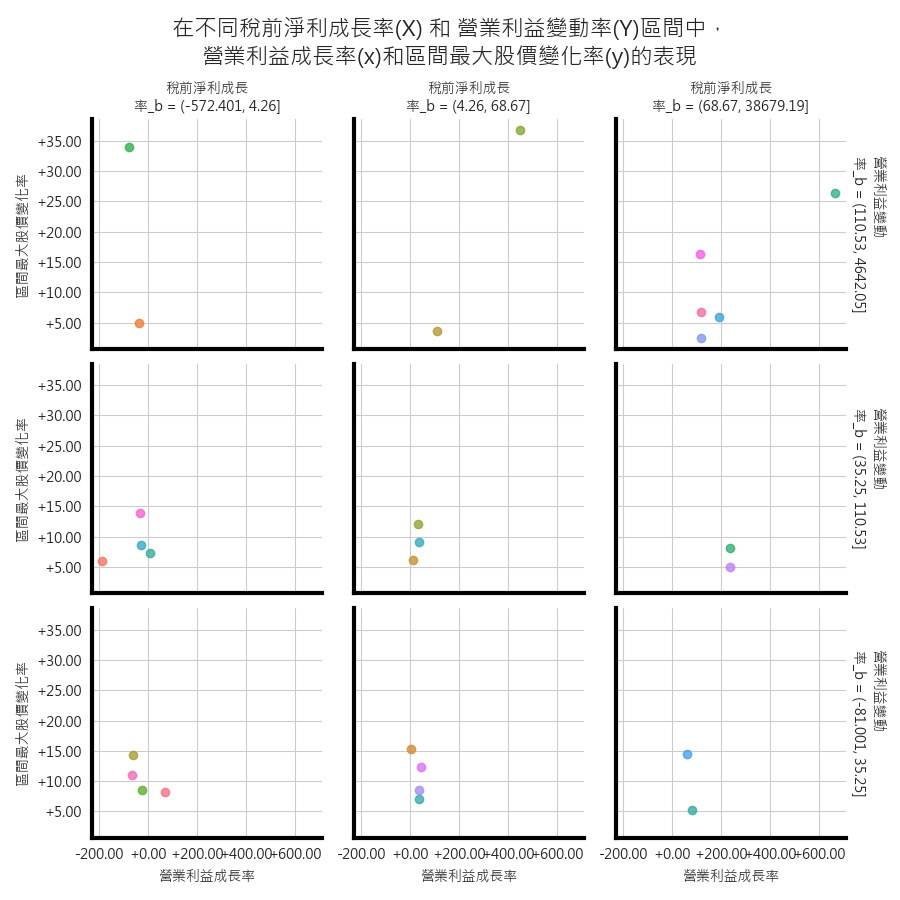 在不同稅前淨利成長率(X) 和 營業利益變動率(Y)區間中，
營業利益成長率(x)和區間最大股價變化率(y)的表現
稅前淨利成長
率_b = (-572.401, 4.26]
稅前淨利成長
率_b = (4.26, 68.67]
稅前淨利成長
率_b = (68.67, 38679.19]
區間最大股價變化率
+35.00
+30.00
+25.00
+20.00
+15.00
+10.00
+5.00
營業利益變動
率_b = (110.53, 4642.05]
區間最大股價變化率
+35.00
+30.00
+25.00
+20.00
+15.00
+10.00
+5.00
營業利益變動
率_b = (35.25, 110.53]
區間最大股價變化率
+35.00
+30.00
+25.00
+20.00
+15.00
+10.00
+5.00
營業利益變動
率_b = (-81.001, 35.25]
-200.00 +0.00 +200.00 +400.00 +600.00
-200.00 +0.00 +200.00 +400.00 +600.00
-200.00 +0.00 +200.00 +400.00 +600.00
營業利益成長率
營業利益成長率
營業利益成長率